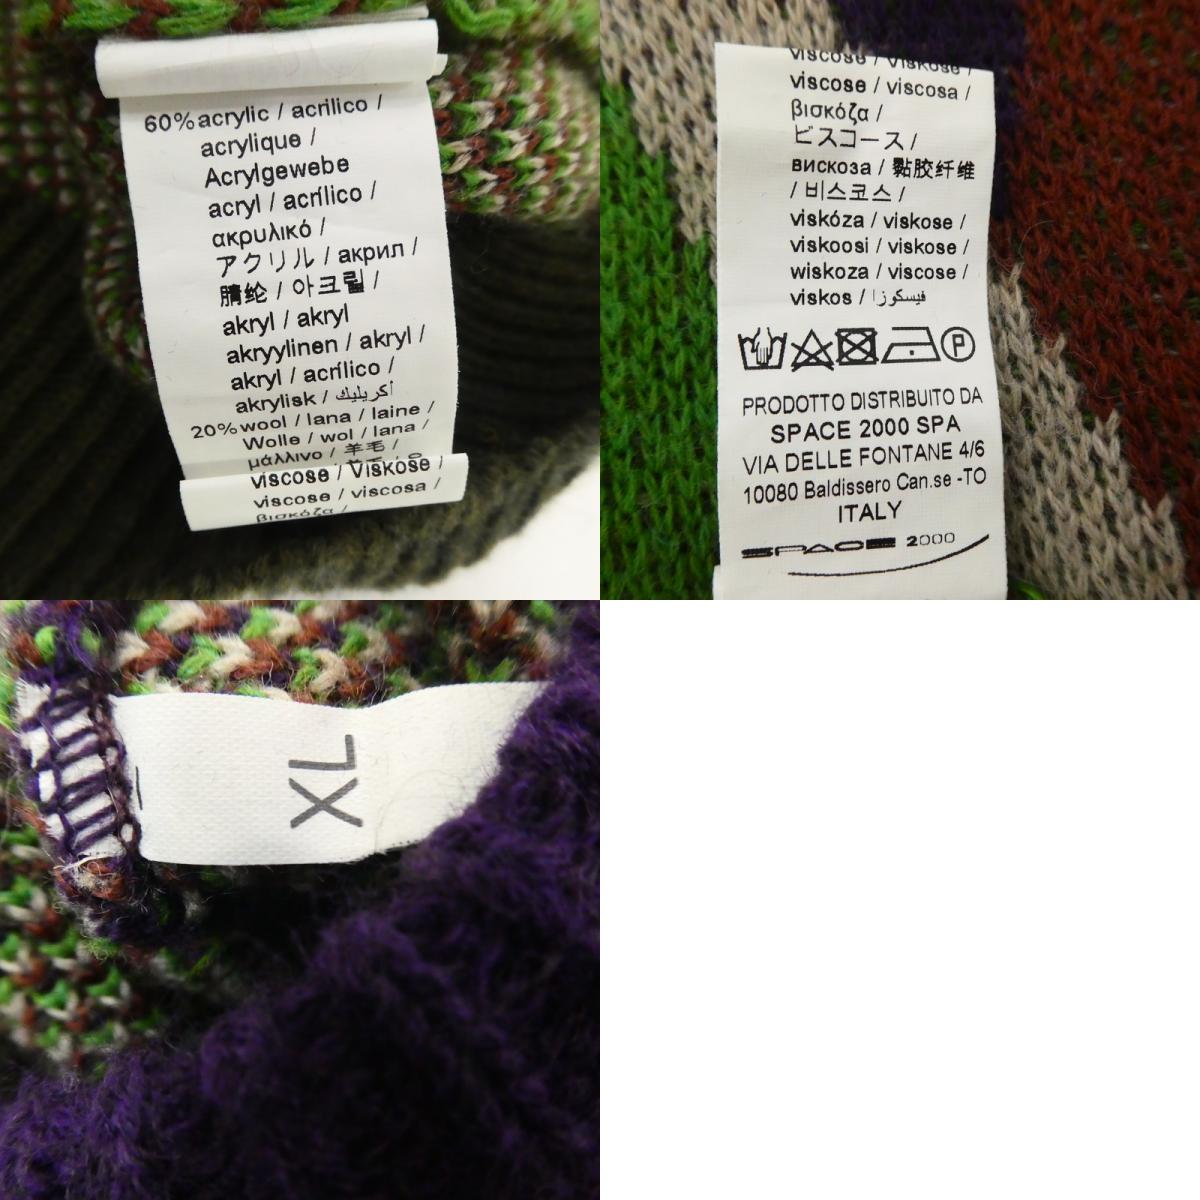 60%acrylic / acrílico /
acrylique /
Acrylgewebe
acryl / acrílico /
ακρυλικό /
アクリル / акрил /
腈纶 / 아크릴 /
akryl / akryl
akryylinen / akryl /
akryl / acrílico /
akrylisk / أكريليك
20%wool / lana / laine /
Wolle / wol / lana /
μάλλινο / 羊毛 /
viscose / Viskose /
viscose / viscosa /
βισκόζα /
viscose / Viskose /
viscose / viscosa /
βισκόζα /
ビスコース /
вискоза / 黏胶纤维
/ 비스코스 /
viskóza / viskose /
viskoosi / viskose /
wiskoza / viscose /
viskos / فيسكوزا
P
PRODOTTO DISTRIBUITO DA
SPACE 2000 SPA
VIA DELLE FONTANE 4/6
10080 Baldissero Can.se -TO
ITALY
SPACE 2000
XL